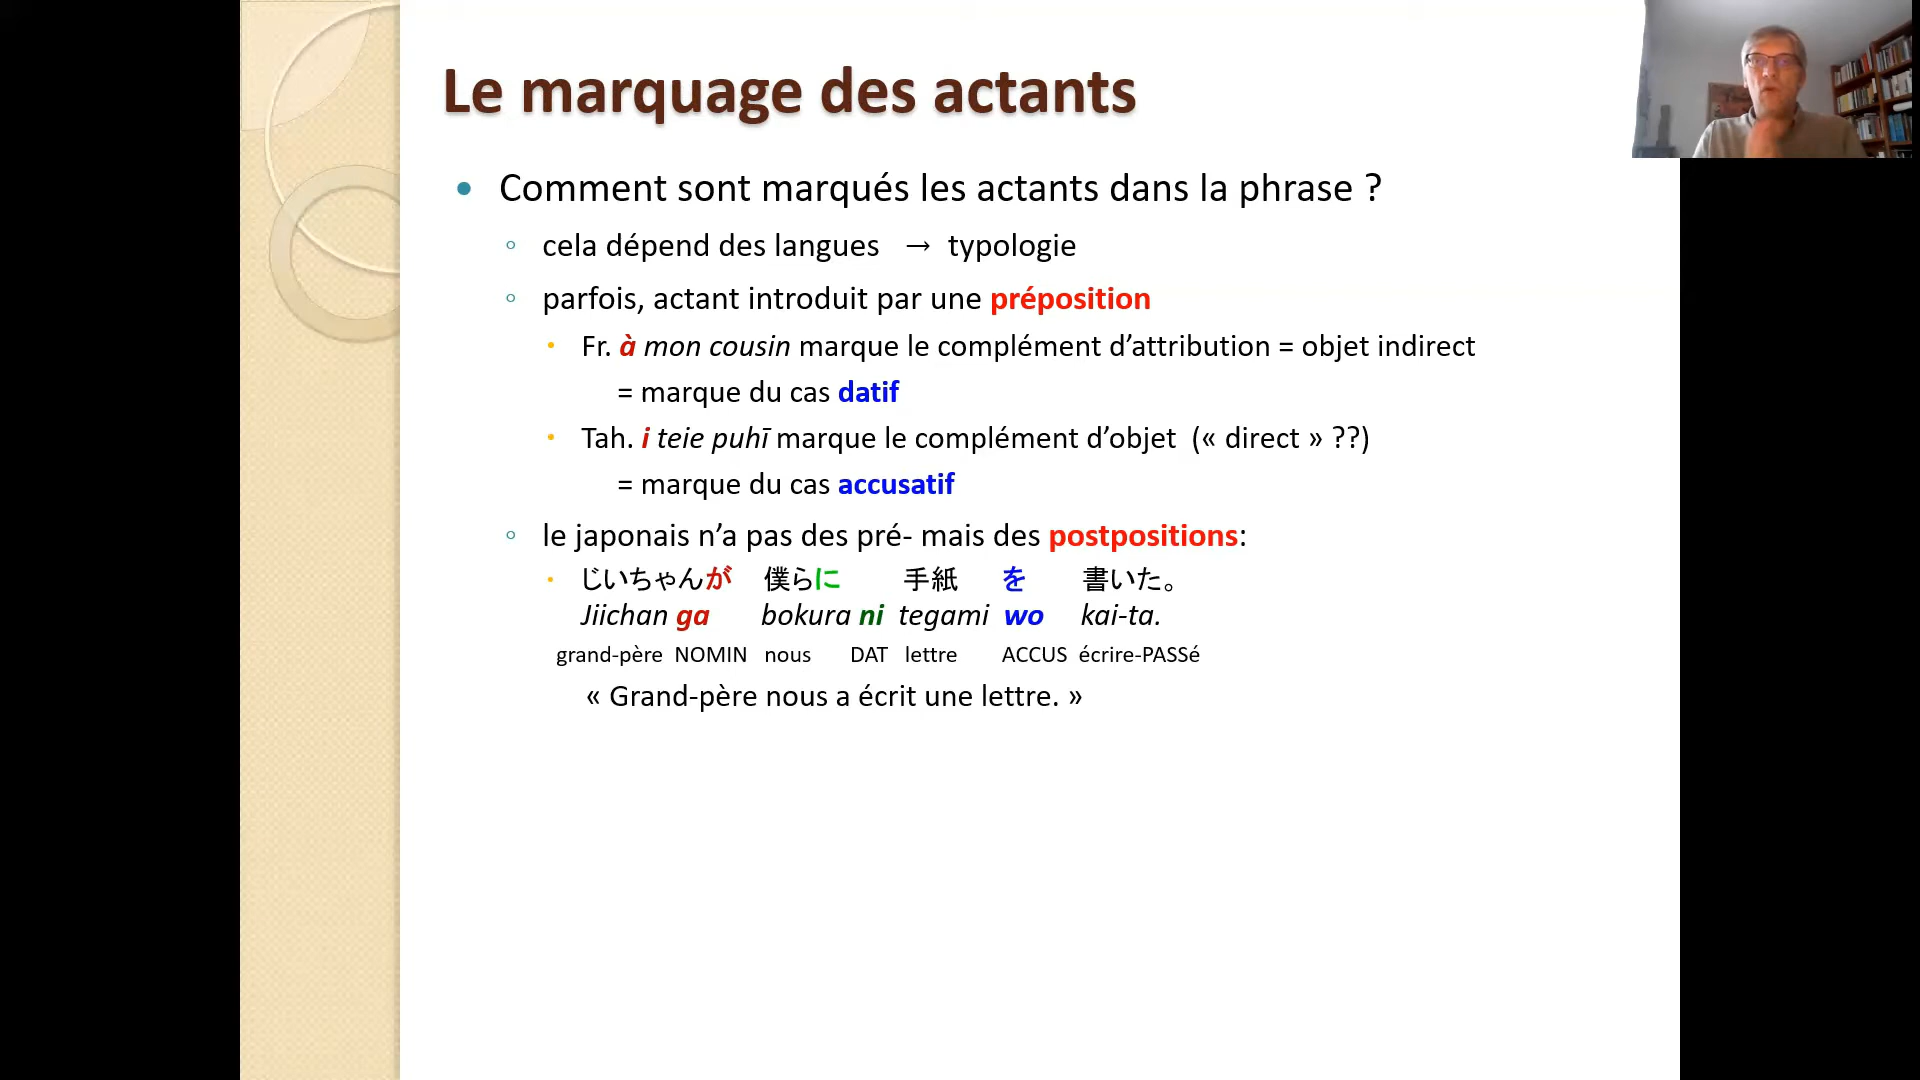 Le marquage des actants
• Comment sont marqués les actants dans la phrase ?
◦ cela dépend des langues → typologie
◦ parfois, actant introduit par une préposition
• Fr. à mon cousin marque le complément d’attribution = objet indirect
= marque du cas datif
• Tah. i teie puhī marque le complément d’objet (« direct » ??)
= marque du cas accusatif
◦ le japonais n’a pas des pré- mais des postpositions:
• じいちゃんが 僕らに 手紙 を 書いた。
Jiichan ga bokura ni tegami wo kai-ta.
grand-père NOMIN nous DAT lettre ACCUS écrire-PASSé
« Grand-père nous a écrit une lettre. »